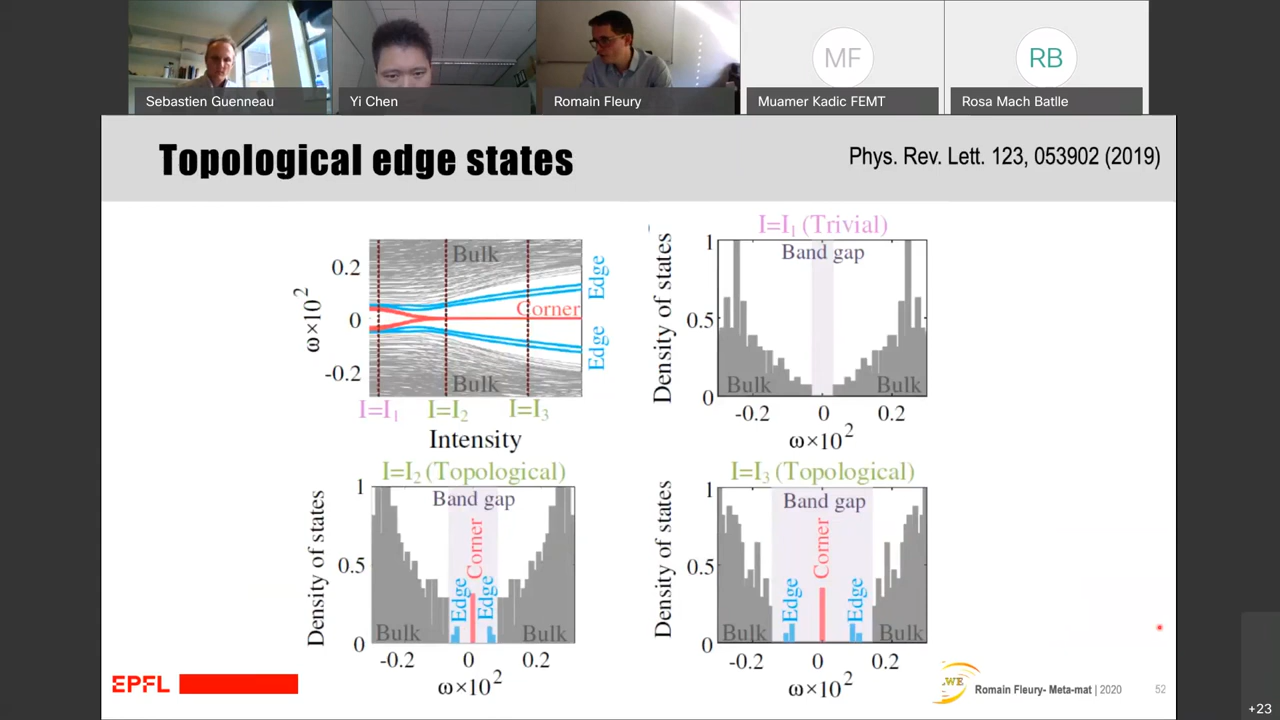 MF
RB
Sebastien Guenneau
Yi Chen
Romain Fleury
Muamer Kadic FEMT
Rosa Mach Batlle
Topological edge states
Phys. Rev. Lett. 123, 053902 (2019)
ω×10²
0.2
0
-0.2
Bulk
Corner
Bulk
Edge
Edge
I=I₁
I=I₂
I=I₃
Intensity
I=I₁ (Trivial)
Band gap
Density of states
1
0.5
0
Bulk
Bulk
-0.2
0
0.2
ω×10²
I=I₂ (Topological)
Band gap
Density of states
1
0.5
0
Corner
Edge
Edge
Bulk
Bulk
-0.2
0
0.2
ω×10²
I=I₃ (Topological)
Band gap
Density of states
1
0.5
0
Corner
Edge
Edge
Bulk
Bulk
-0.2
0
0.2
ω×10²
EPFL
LWE
Romain Fleury- Meta-mat | 2020
52
+23